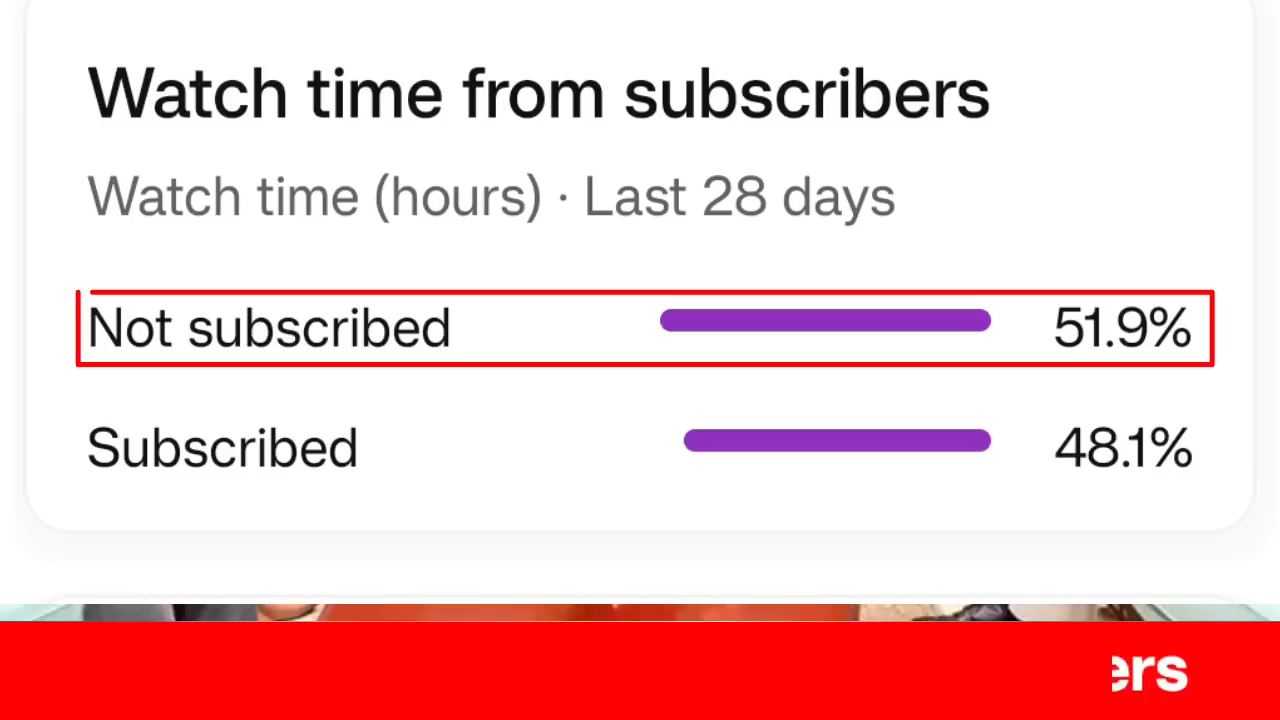 Watch time from subscribers
Watch time (hours) · Last 28 days
Not subscribed 51.9%
Subscribed 48.1%